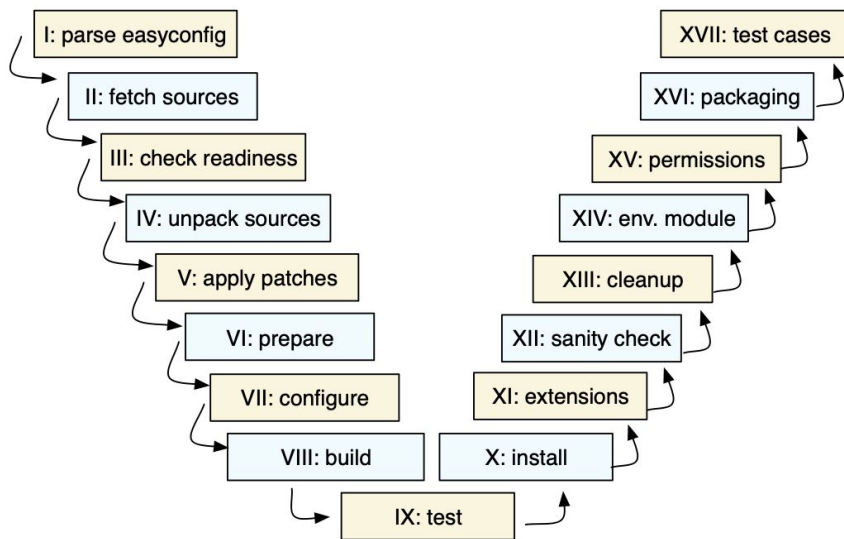 I: parse easyconfig
II: fetch sources
III: check readiness
IV: unpack sources
V: apply patches
VI: prepare
VII: configure
VIII: build
IX: test
X: install
XI: extensions
XII: sanity check
XIII: cleanup
XIV: env. module
XV: permissions
XVI: packaging
XVII: test cases